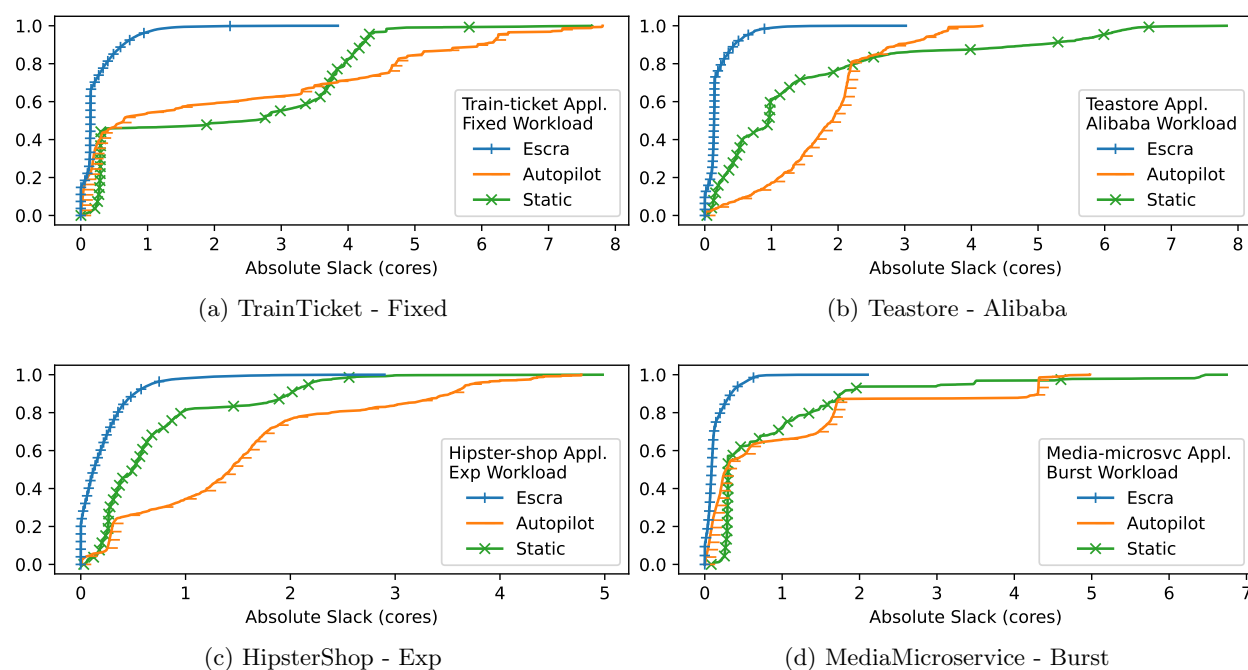 1.0
0.8
0.6
0.4
0.2
0.0
Train-ticket Appl.
Fixed Workload
Escra
Autopilot
Static
0 1 2 3 4 5 6 7 8
Absolute Slack (cores)
(a) TrainTicket - Fixed
1.0
0.8
0.6
0.4
0.2
0.0
Teastore Appl.
Alibaba Workload
Escra
Autopilot
Static
0 1 2 3 4 5 6 7 8
Absolute Slack (cores)
(b) Teastore - Alibaba
1.0
0.8
0.6
0.4
0.2
0.0
Hipster-shop Appl.
Exp Workload
Escra
Autopilot
Static
0 1 2 3 4 5
Absolute Slack (cores)
(c) HipsterShop - Exp
1.0
0.8
0.6
0.4
0.2
0.0
Media-microsvc Appl.
Burst Workload
Escra
Autopilot
Static
0 1 2 3 4 5 6 7
Absolute Slack (cores)
(d) MediaMicroservice - Burst